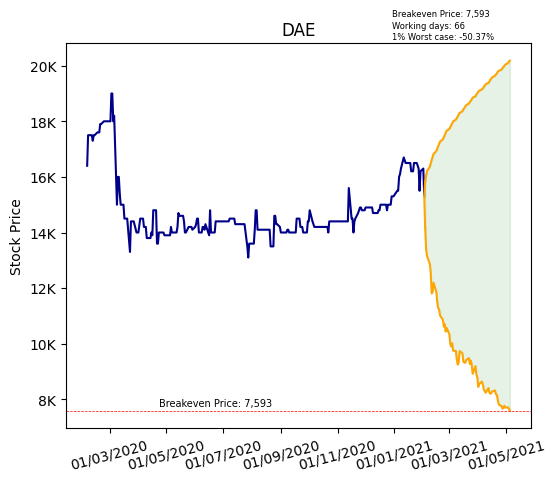 Breakeven Price: 7,593
Working days: 66
1% Worst case: -50.37%
DAE
Stock Price
20K
18K
16K
14K
12K
10K
8K
Breakeven Price: 7,593
01/03/2020
01/05/2020
01/07/2020
01/09/2020
01/11/2020
01/01/2021
01/03/2021
01/05/2021